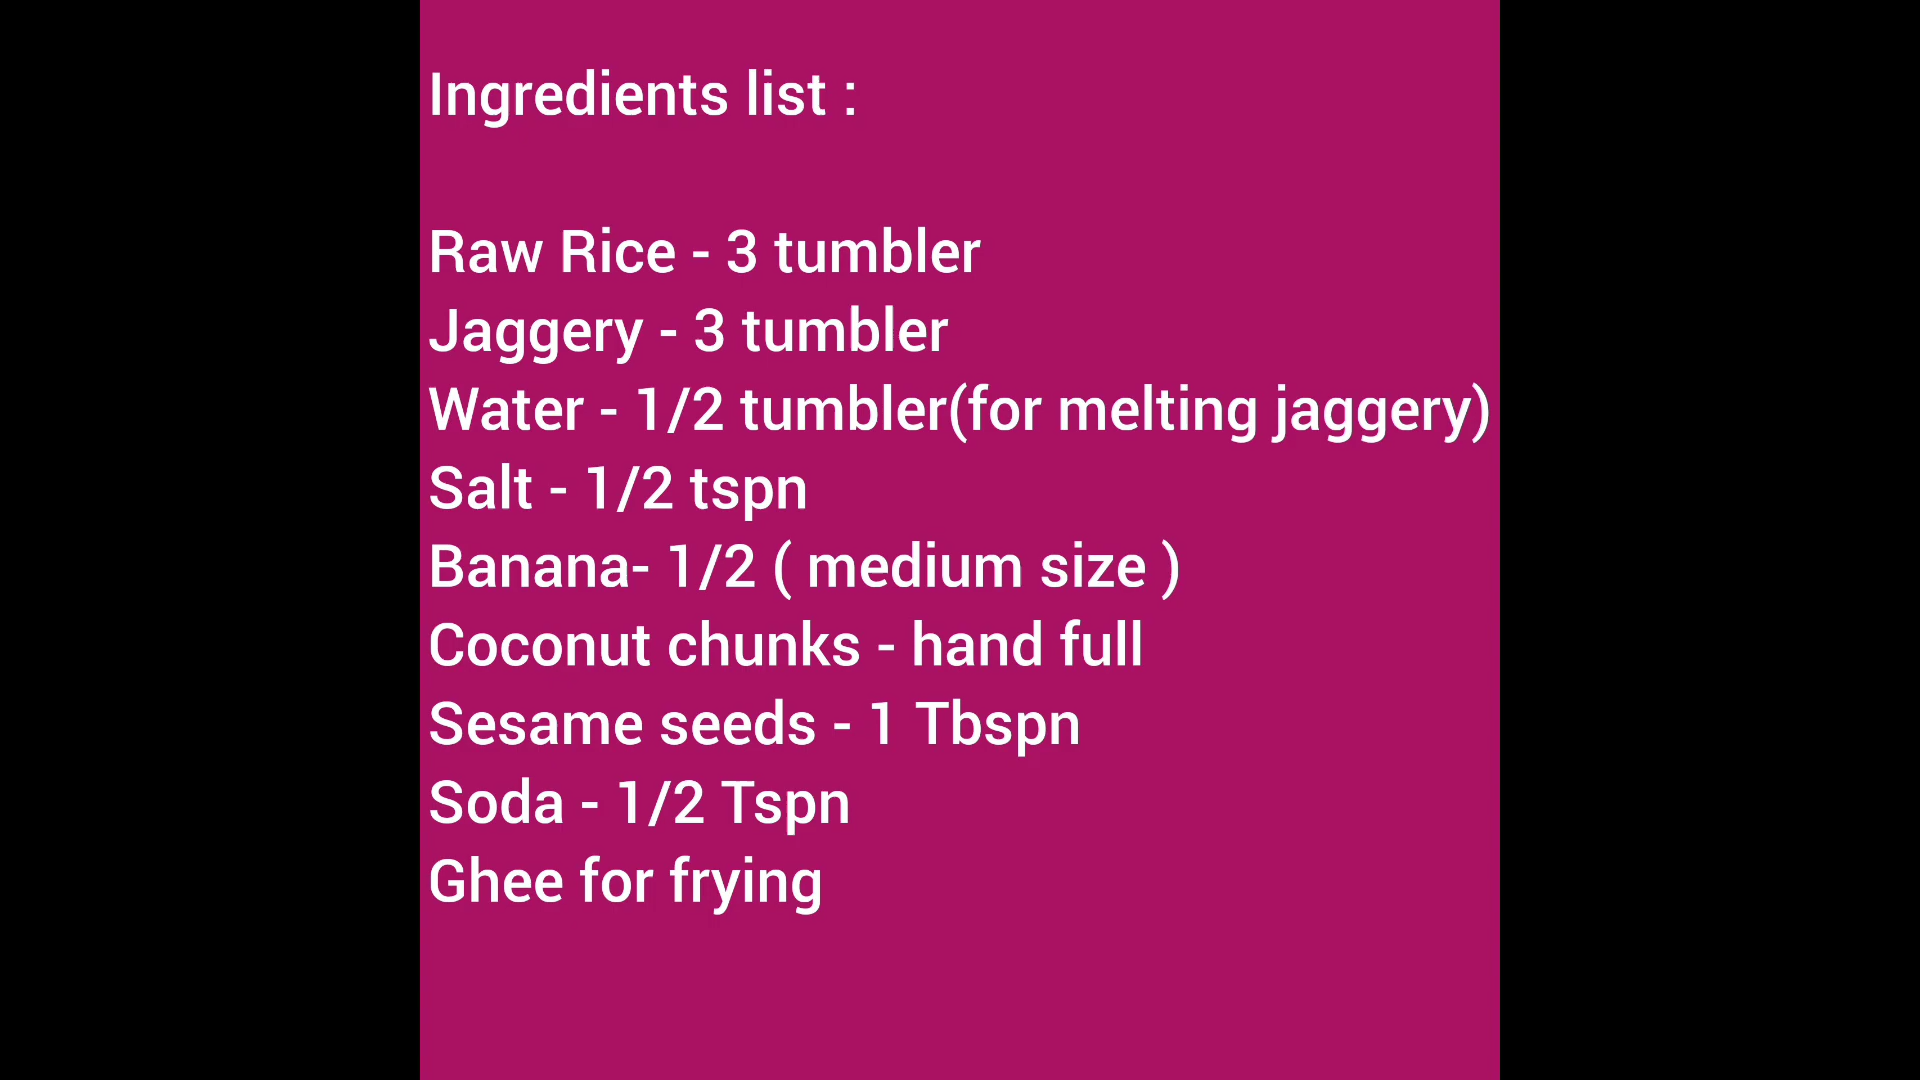 Ingredients list :
Raw Rice - 3 tumbler
Jaggery - 3 tumbler
Water - 1/2 tumbler(for melting jaggery)
Salt - 1/2 tspn
Banana- 1/2 ( medium size )
Coconut chunks - hand full
Sesame seeds - 1 Tbspn
Soda - 1/2 Tspn
Ghee for frying